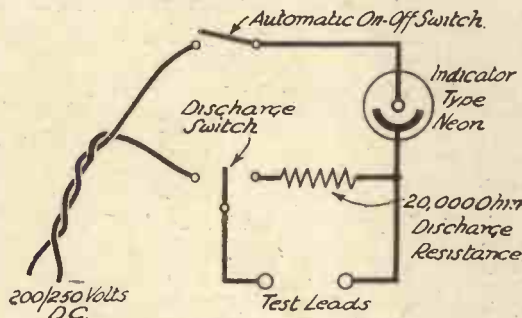 Automatic On-Off Switch.
Indicator
Type
Neon
Discharge
Switch
20,000 Ohm
Discharge
Resistance
200/250 Volts
D.C.
Test Leads